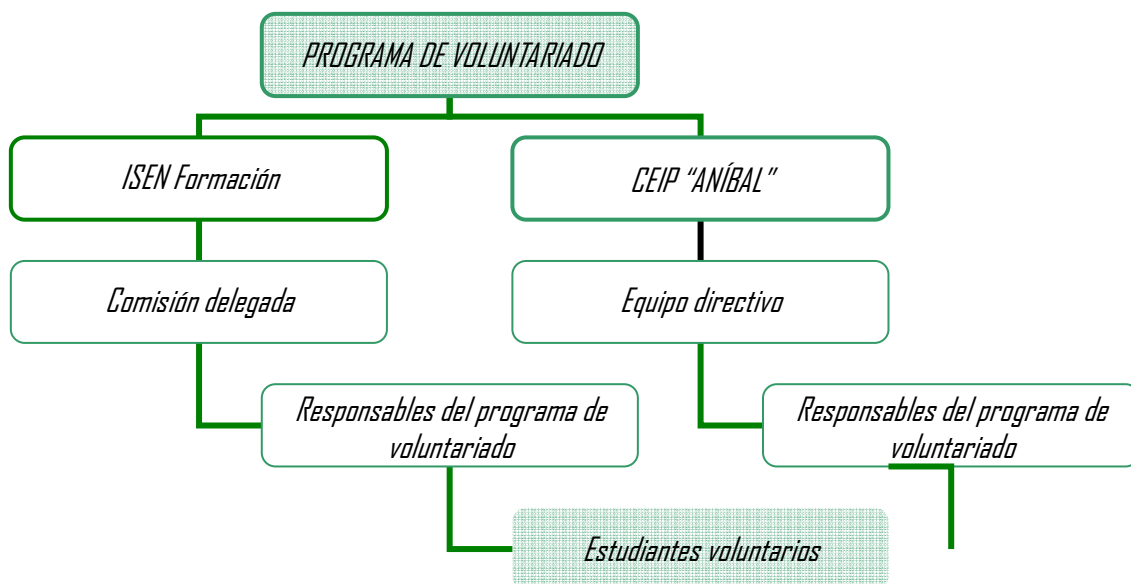 PROGRAMA DE VOLUNTARIADO
ISEN Formación
CEIP “ANÍBAL”
Comisión delegada
Equipo directivo
Responsables del programa de
voluntariado
Responsables del programa de
voluntariado
Estudiantes voluntarios